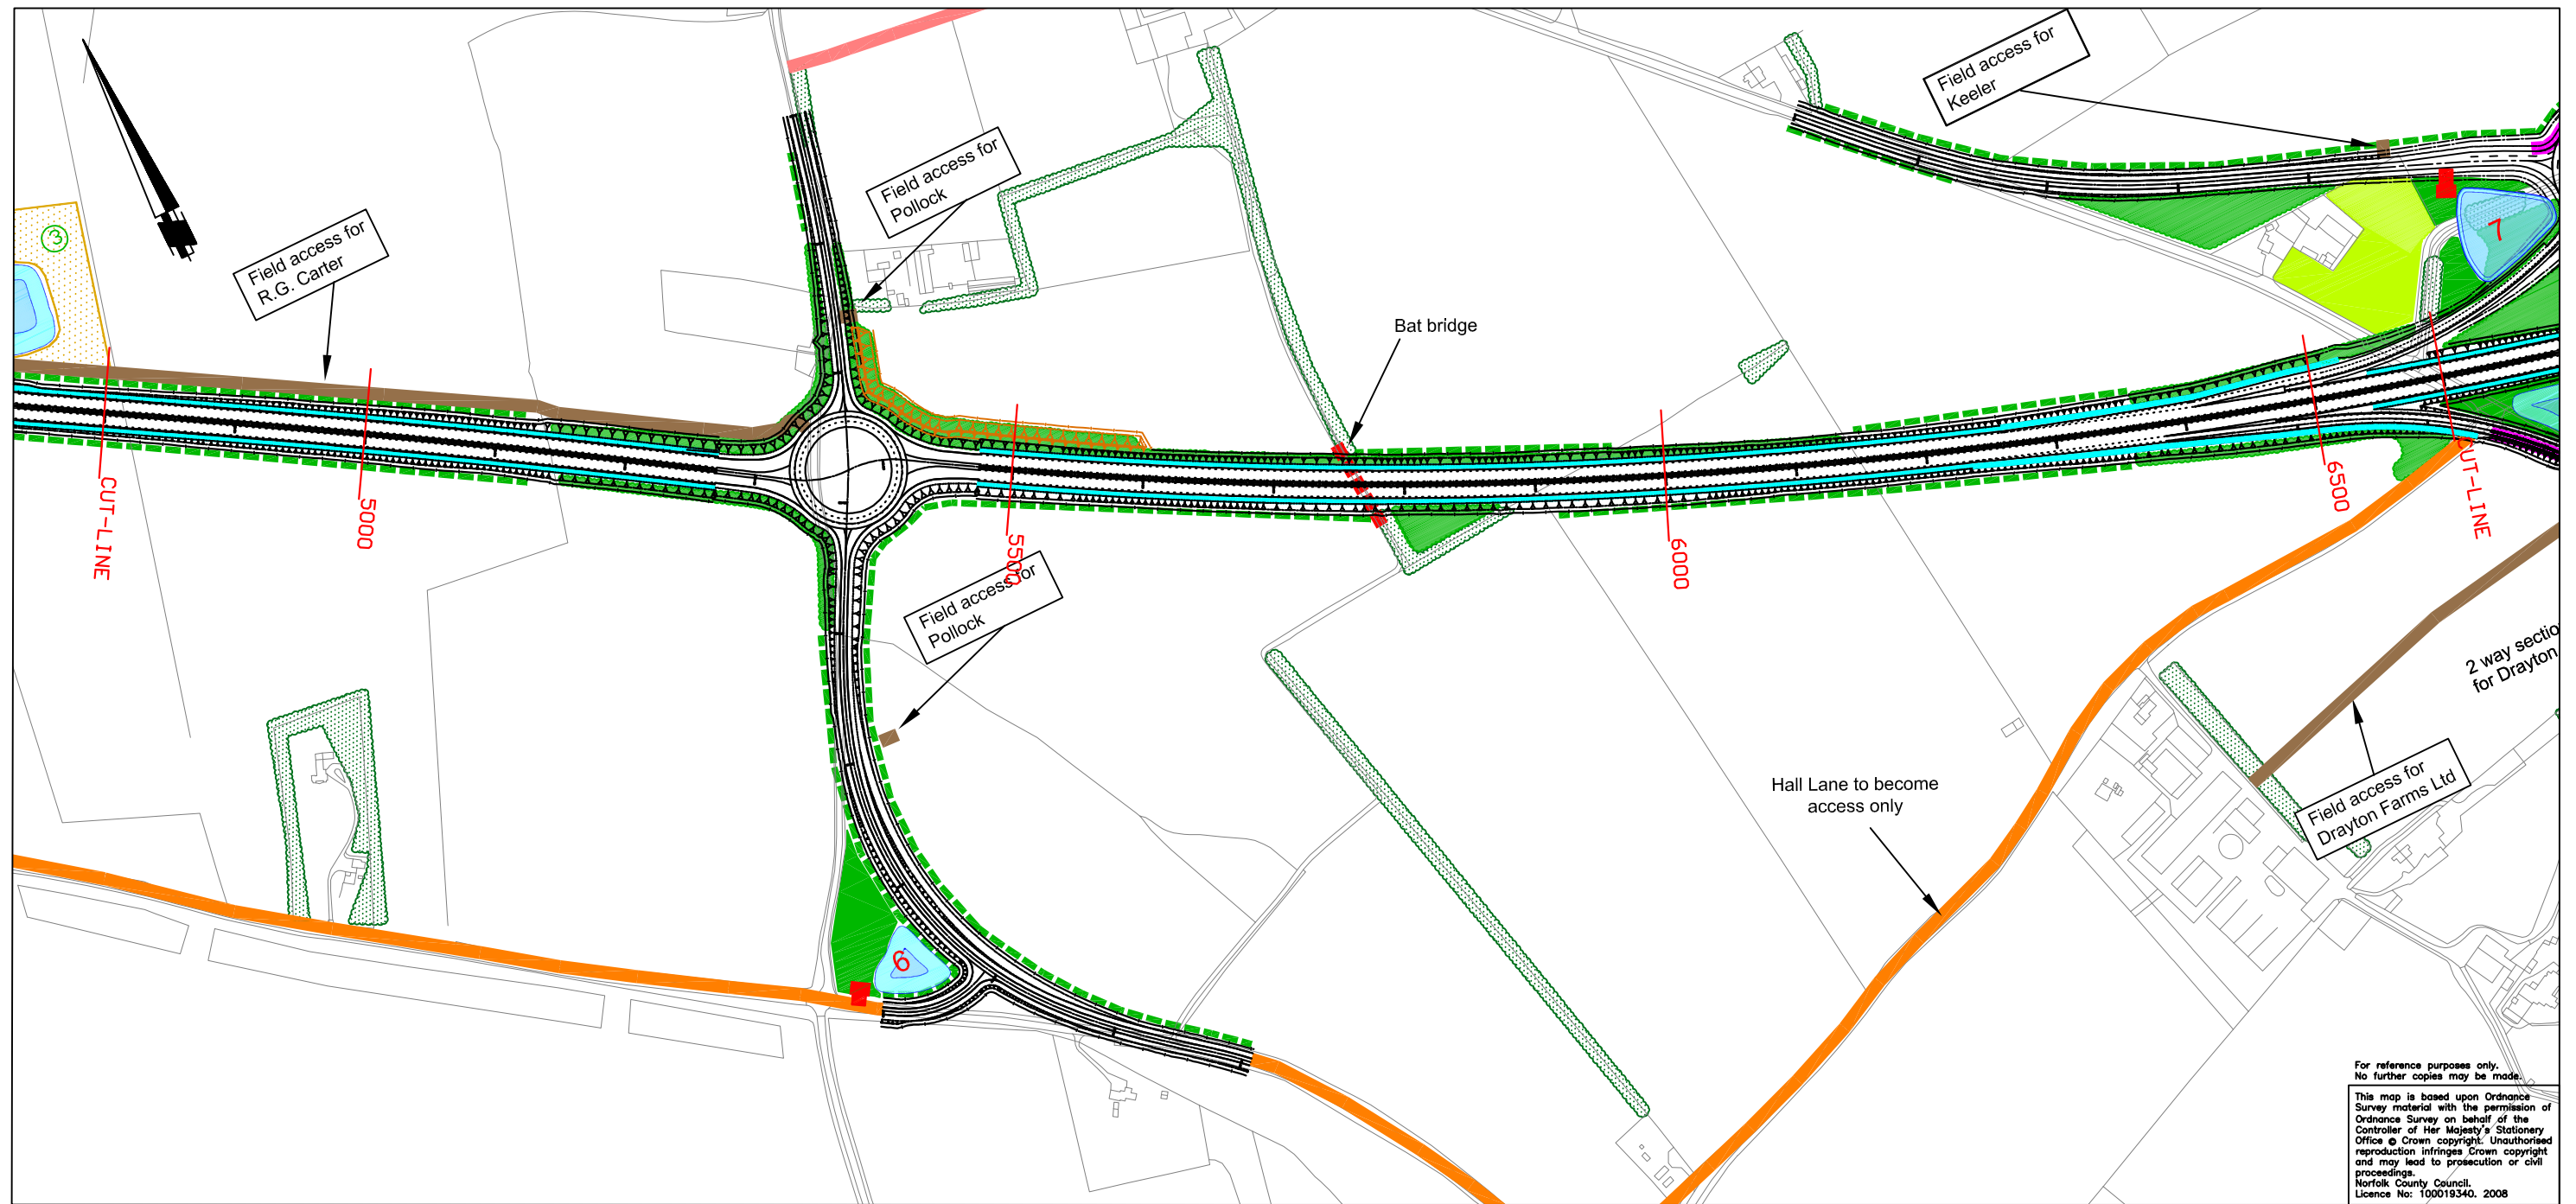 Field access for
Keeler
Field access for
Pollock
3
7
Field access for
R.G. Carter
Bat bridge
CUT-LINE
5000
5500
6000
6500
UT-LINE
Field access for
Pollock
2 way sectio
for Drayton
Hall Lane to become
access only
Field access for
Drayton Farms Ltd
6
For reference purposes only.
No further copies may be made.
This map is based upon Ordnance
Survey material with the permission of
Ordnance Survey on behalf of the
Controller of Her Majesty's Stationery
Office © Crown copyright. Unauthorised
reproduction infringes Crown copyright
and may lead to prosecution or civil
proceedings.
Norfolk County Council.
Licence No: 100019340. 2008